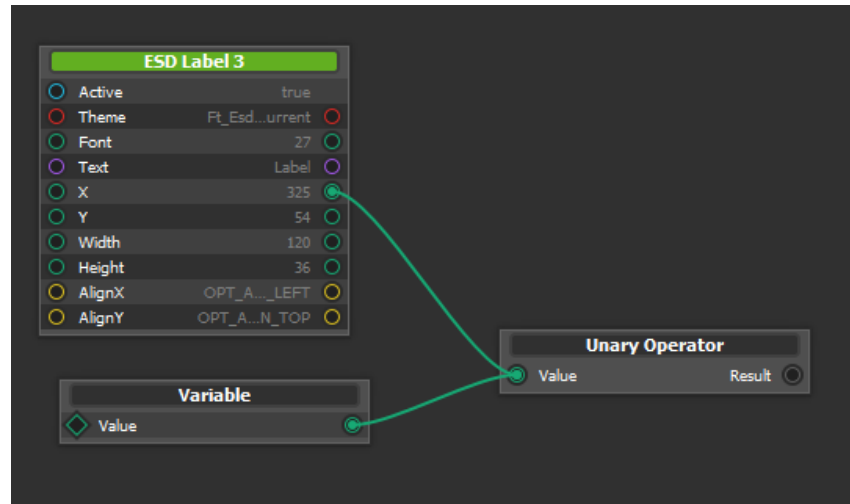 ESD Label 3
Active true
Theme Ft_Esd...urrent
Font 27
Text Label
X 325
Y 54
Width 120
Height 36
AlignX OPT_A..._LEFT
AlignY OPT_A...N_TOP
Unary Operator
Value Result
Variable
Value